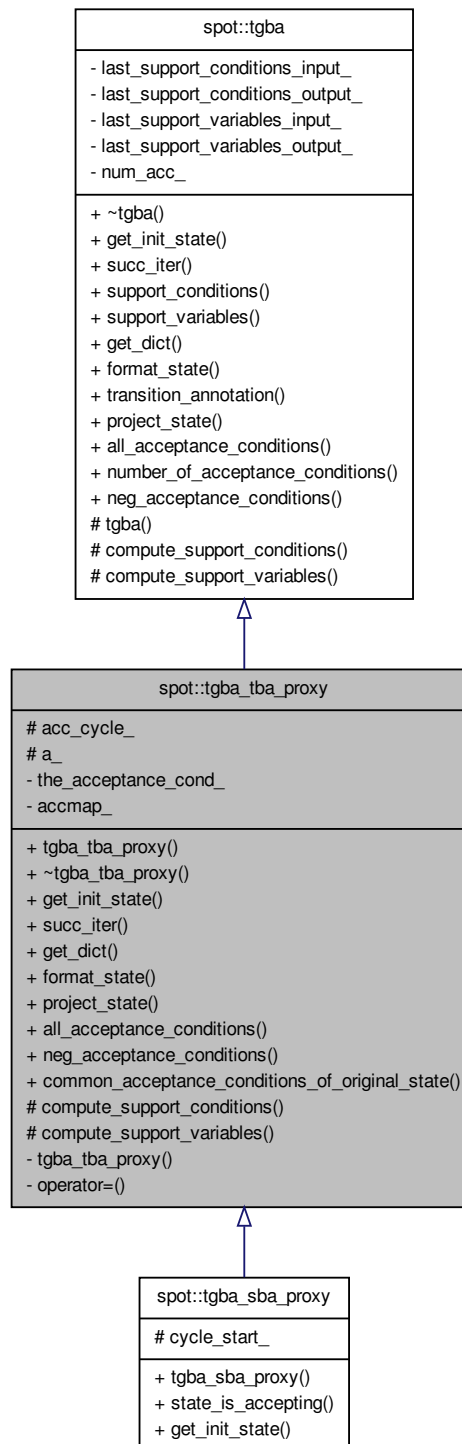 spot::tgba
- last_support_conditions_input_
- last_support_conditions_output_
- last_support_variables_input_
- last_support_variables_output_
- num_acc_
+ ~tgba()
+ get_init_state()
+ succ_iter()
+ support_conditions()
+ support_variables()
+ get_dict()
+ format_state()
+ transition_annotation()
+ project_state()
+ all_acceptance_conditions()
+ number_of_acceptance_conditions()
+ neg_acceptance_conditions()
# tgba()
# compute_support_conditions()
# compute_support_variables()
spot::tgba_tba_proxy
# acc_cycle_
# a_
- the_acceptance_cond_
- accmap_
+ tgba_tba_proxy()
+ ~tgba_tba_proxy()
+ get_init_state()
+ succ_iter()
+ get_dict()
+ format_state()
+ project_state()
+ all_acceptance_conditions()
+ neg_acceptance_conditions()
+ common_acceptance_conditions_of_original_state()
# compute_support_conditions()
# compute_support_variables()
- tgba_tba_proxy()
- operator=()
spot::tgba_sba_proxy
# cycle_start_
+ tgba_sba_proxy()
+ state_is_accepting()
+ get_init_state()